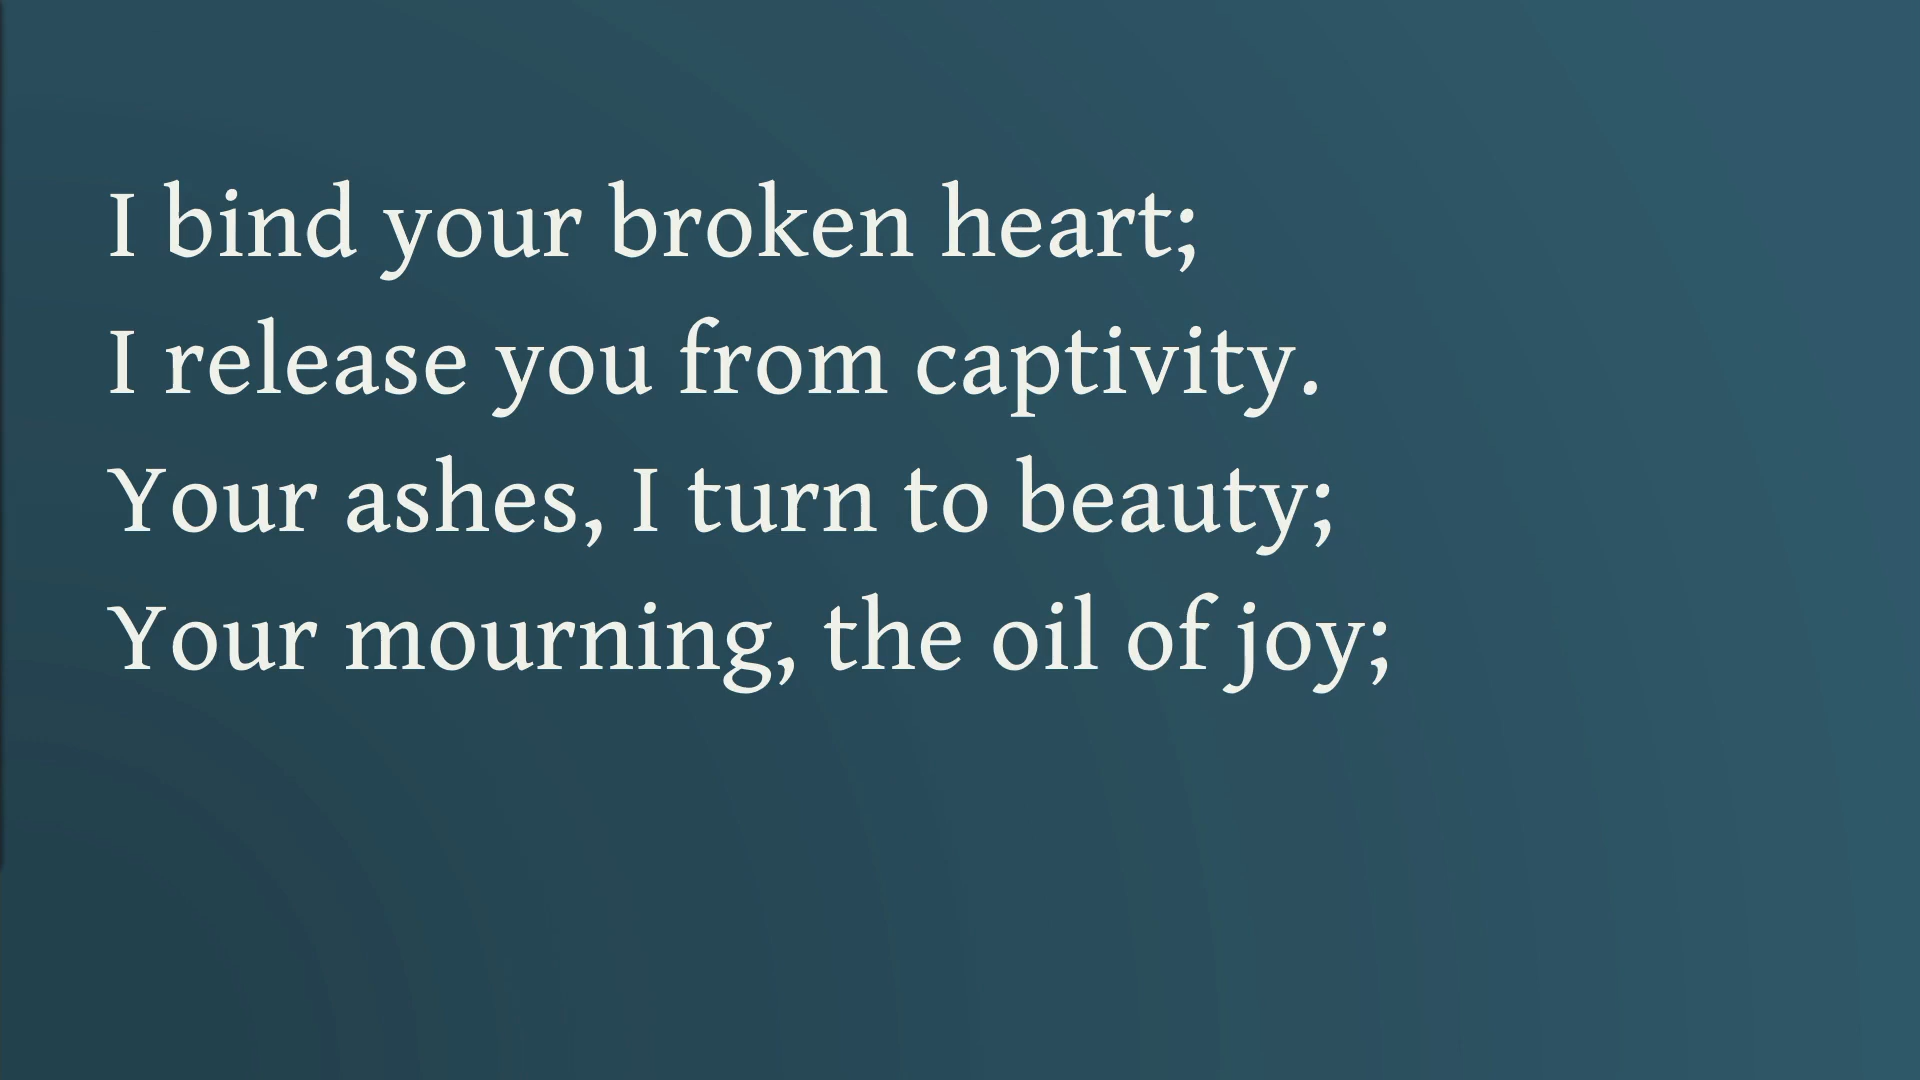 I bind your broken heart;
I release you from captivity.
Your ashes, I turn to beauty;
Your mourning, the oil of joy;